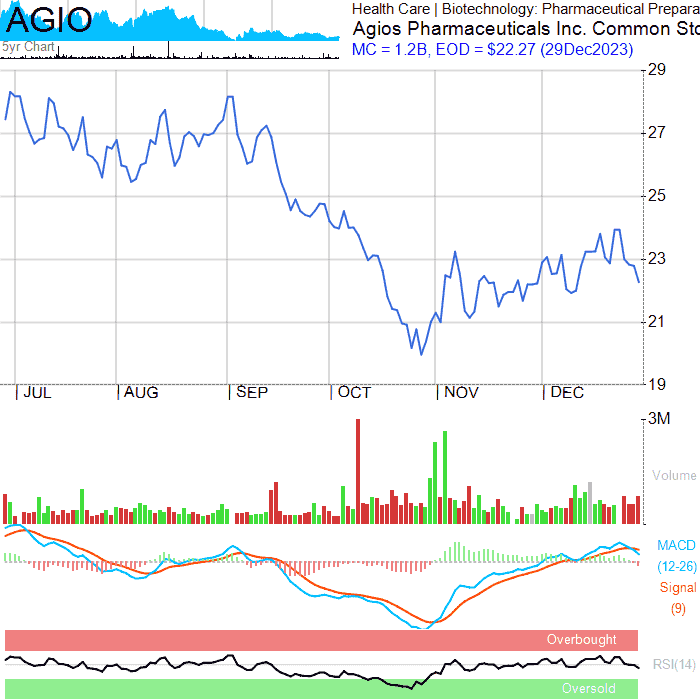 AGIO
Health Care | Biotechnology: Pharmaceutical Prepara
Agios Pharmaceuticals Inc. Common Sto
MC = 1.2B, EOD = $22.27 (29Dec2023)
5yr Chart
29
27
25
23
21
19
JUL AUG SEP OCT NOV DEC
3M
Volume
MACD
(12-26)
Signal
(9)
Overbought
RSI(14)
Oversold